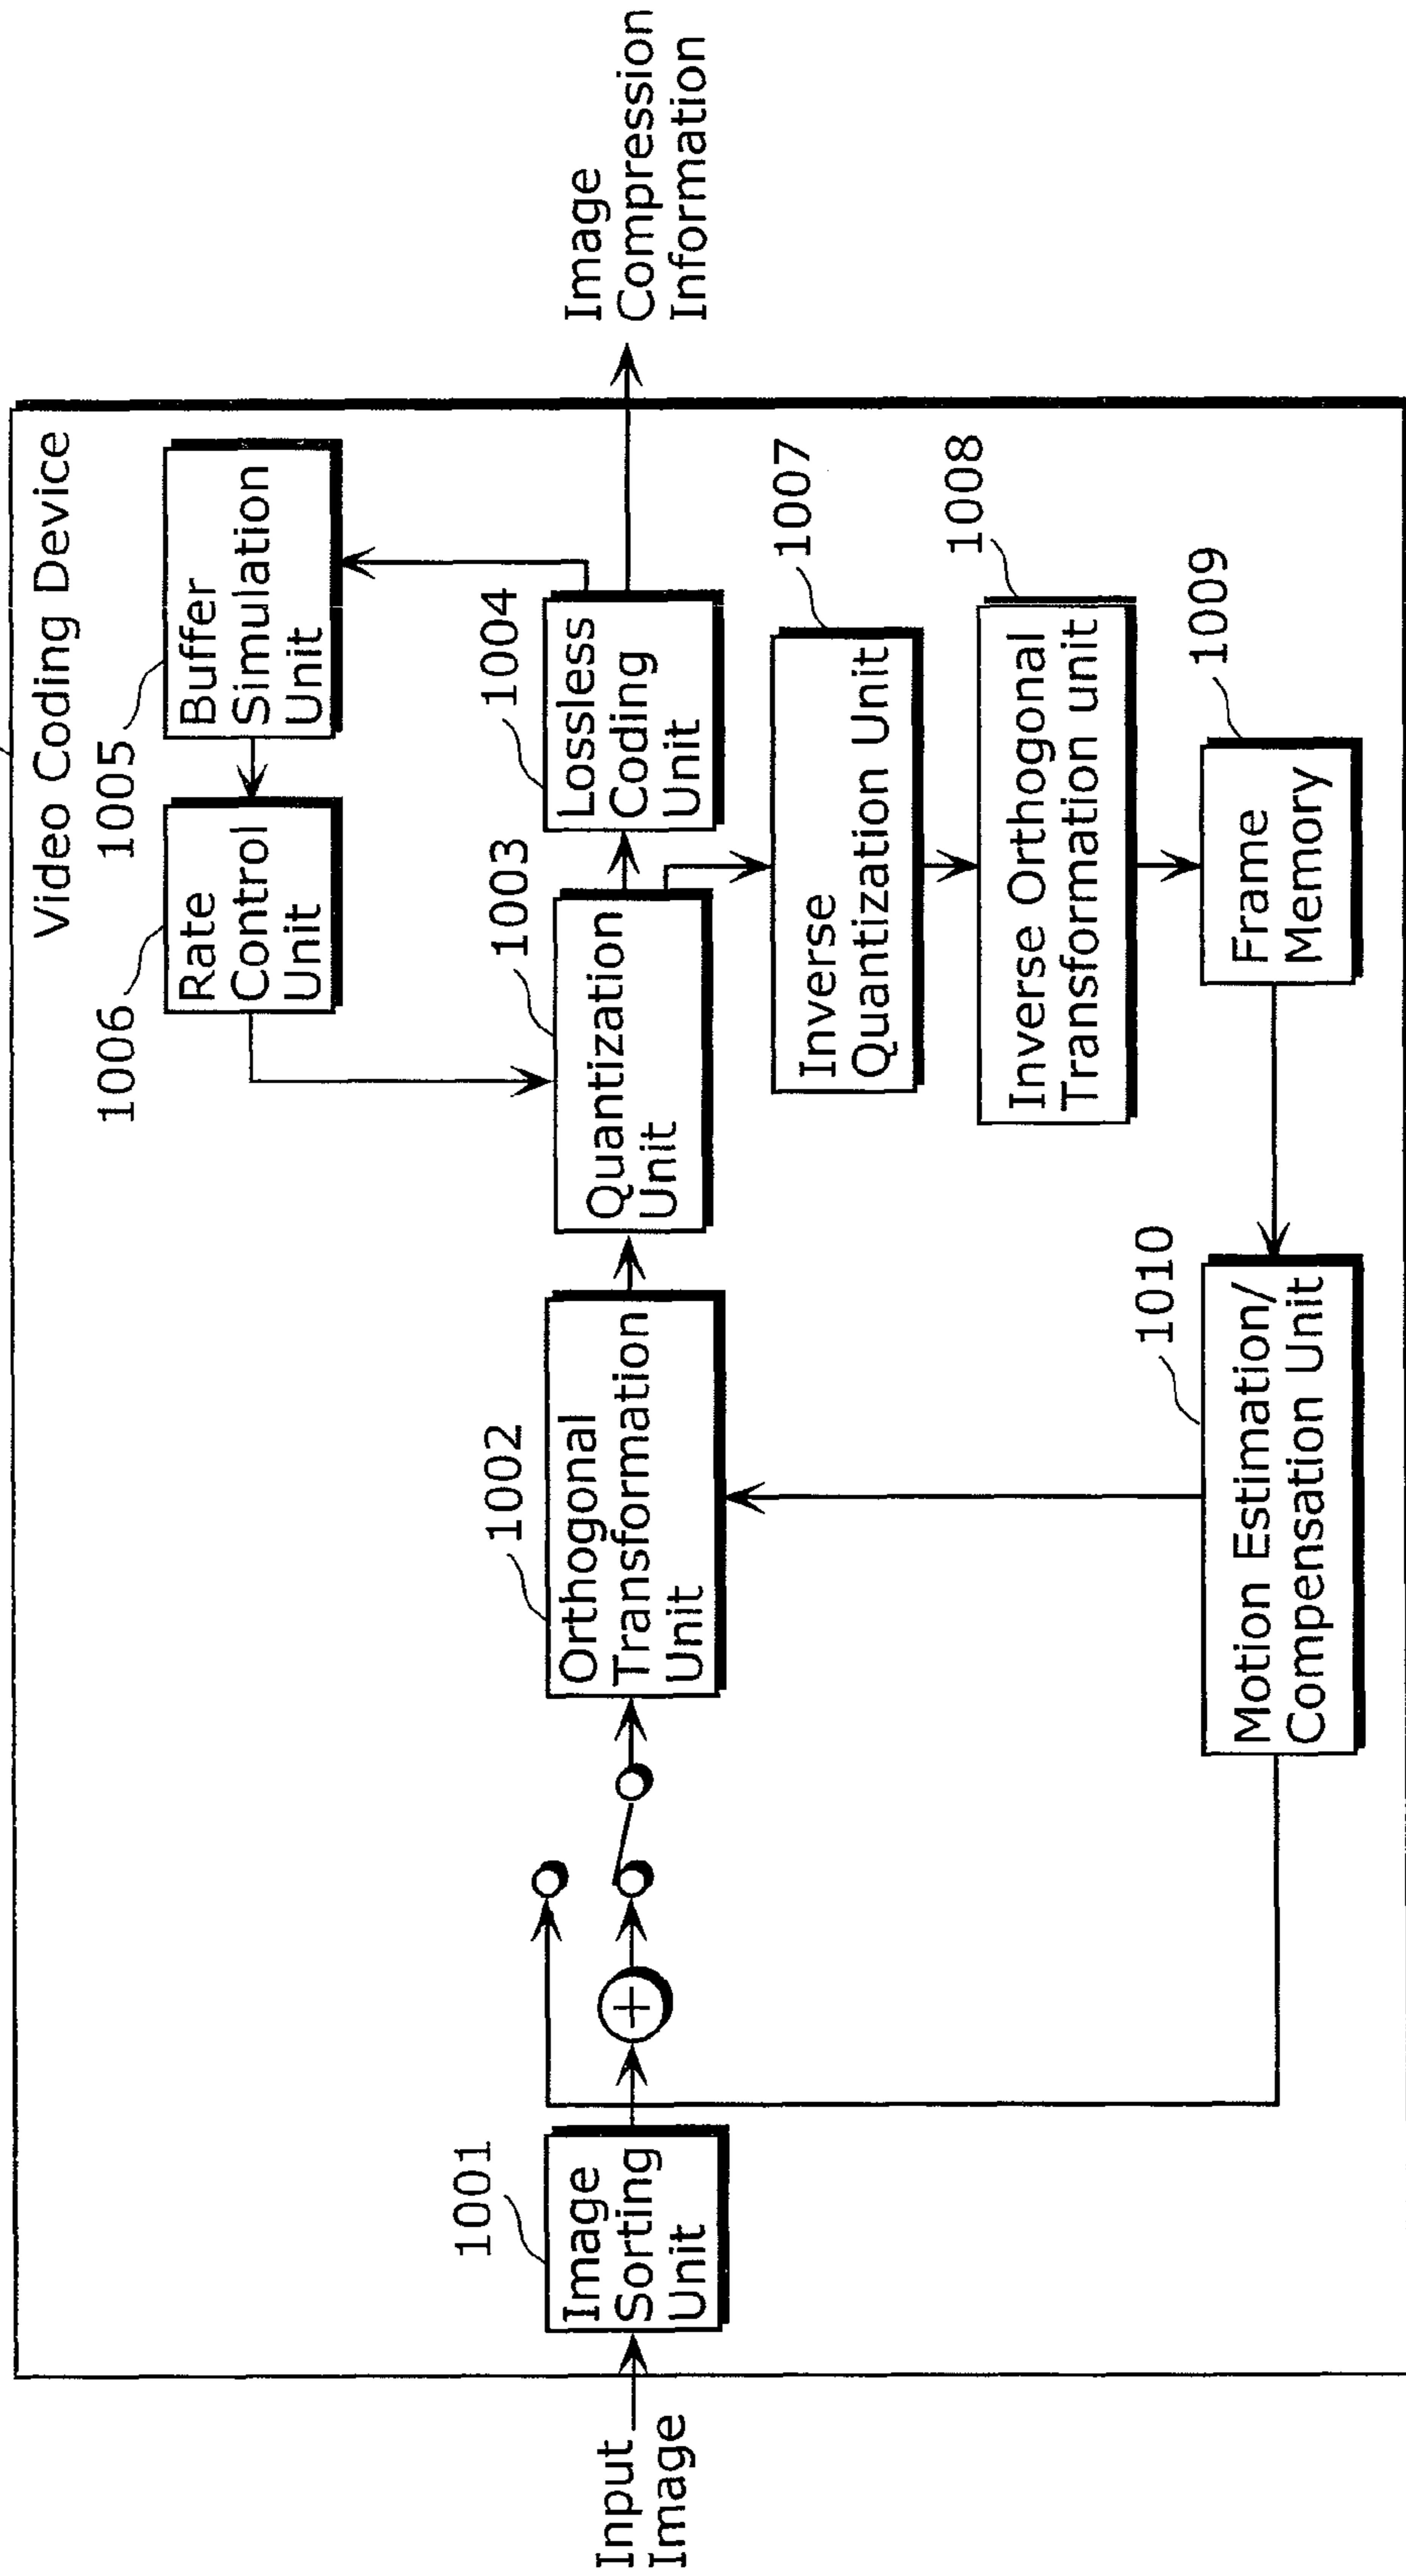 Video Coding Device
1006
Rate
Control
Unit
1005
Buffer
Simulation
Unit
Input
Image
1001
Image
Sorting
Unit
1002
Orthogonal
Transformation
Unit
1003
Quantization
Unit
1004
Lossless
Coding
Unit
Image
Compression
Information
1007
Inverse
Quantization Unit
1008
Inverse Orthogonal
Transformation unit
1009
Frame
Memory
1010
Motion Estimation/
Compensation Unit